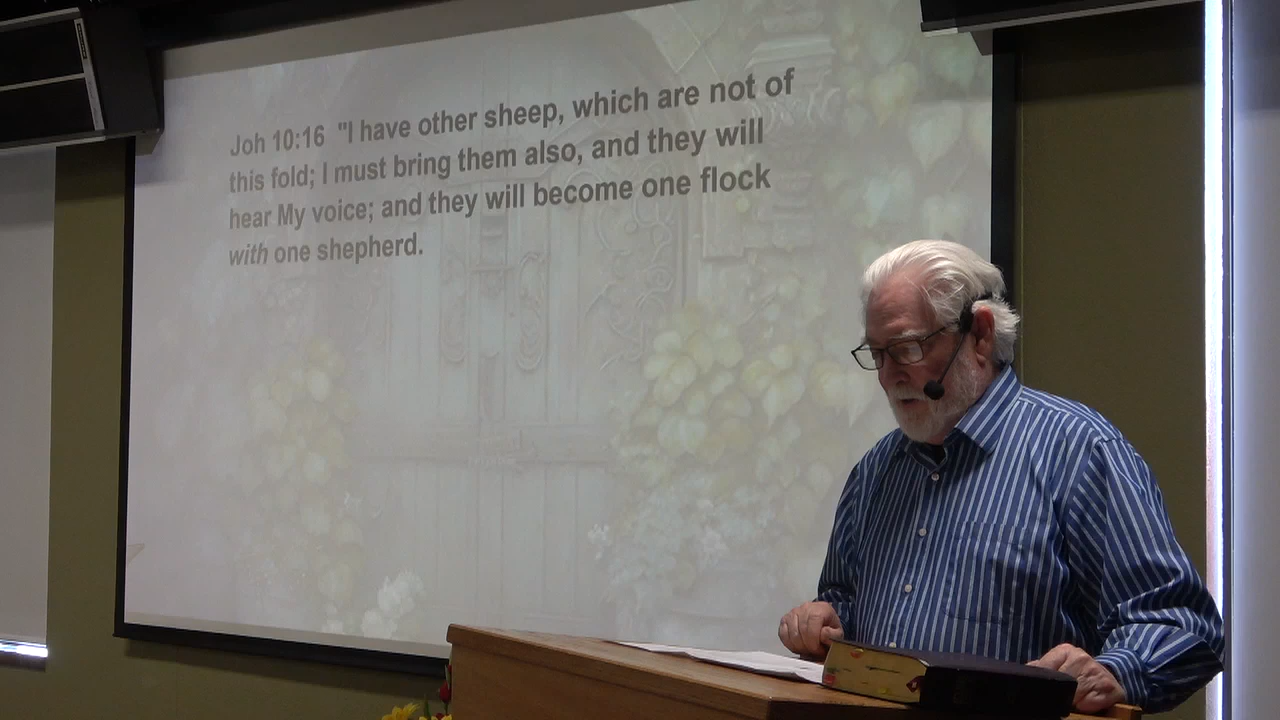 Joh 10:16 "I have other sheep, which are not of
this fold; I must bring them also, and they will
hear My voice; and they will become one flock
with one shepherd.